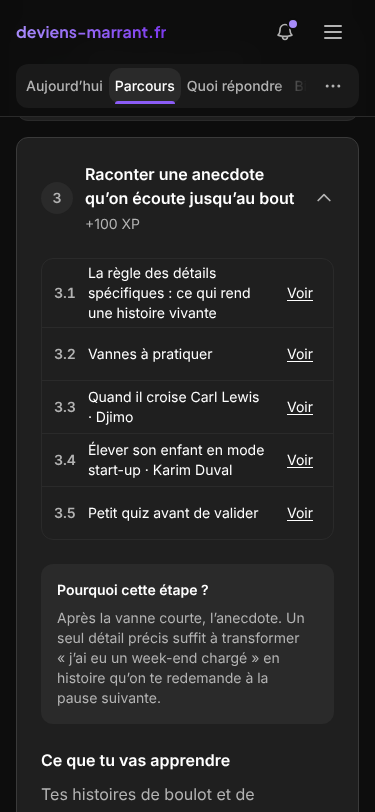 deviens-marrant.fr
Aujourd’hui Parcours Quoi répondre
3
Raconter une anecdote
qu’on écoute jusqu’au bout
+100 XP
3.1 La règle des détails
spécifiques : ce qui rend
une histoire vivante
Voir
3.2 Vannes à pratiquer Voir
3.3 Quand il croise Carl Lewis
· Djimo
Voir
3.4 Élever son enfant en mode
start-up · Karim Duval
Voir
3.5 Petit quiz avant de valider Voir
Pourquoi cette étape ?
Après la vanne courte, l’anecdote. Un
seul détail précis suffit à transformer
« j’ai eu un week-end chargé » en
histoire qu’on te redemande à la
pause suivante.
Ce que tu vas apprendre
Tes histoires de boulot et de